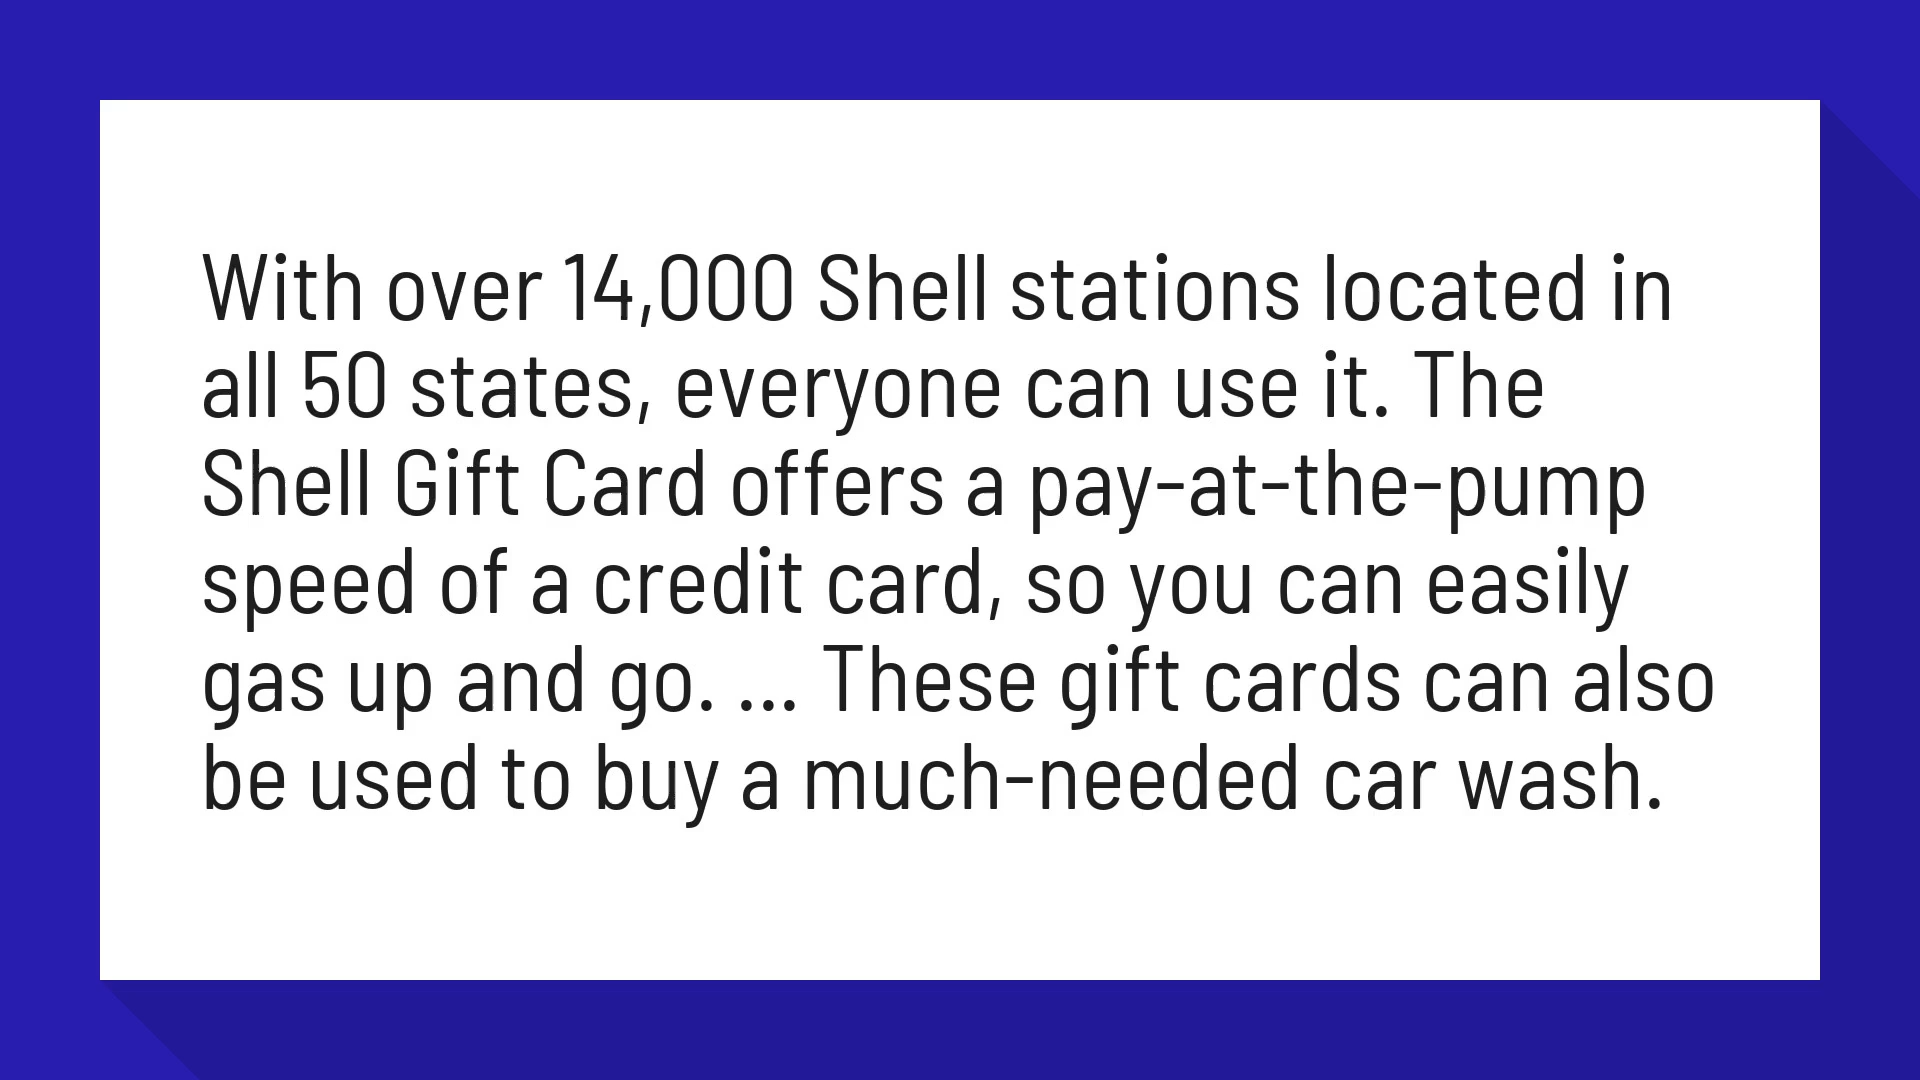 With over 14,000 Shell stations located in
all 50 states, everyone can use it. The
Shell Gift Card offers a pay-at-the-pump
speed of a credit card, so you can easily
gas up and go. ... These gift cards can also
be used to buy a much-needed car wash.